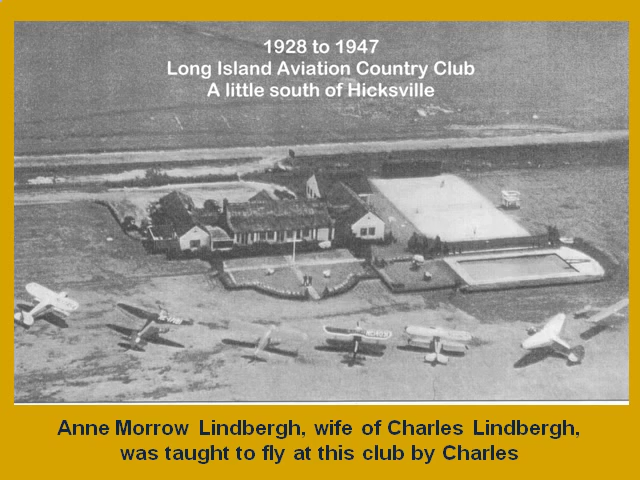 1928 to 1947
Long Island Aviation Country Club
A little south of Hicksville
Anne Morrow Lindbergh, wife of Charles Lindbergh,
was taught to fly at this club by Charles